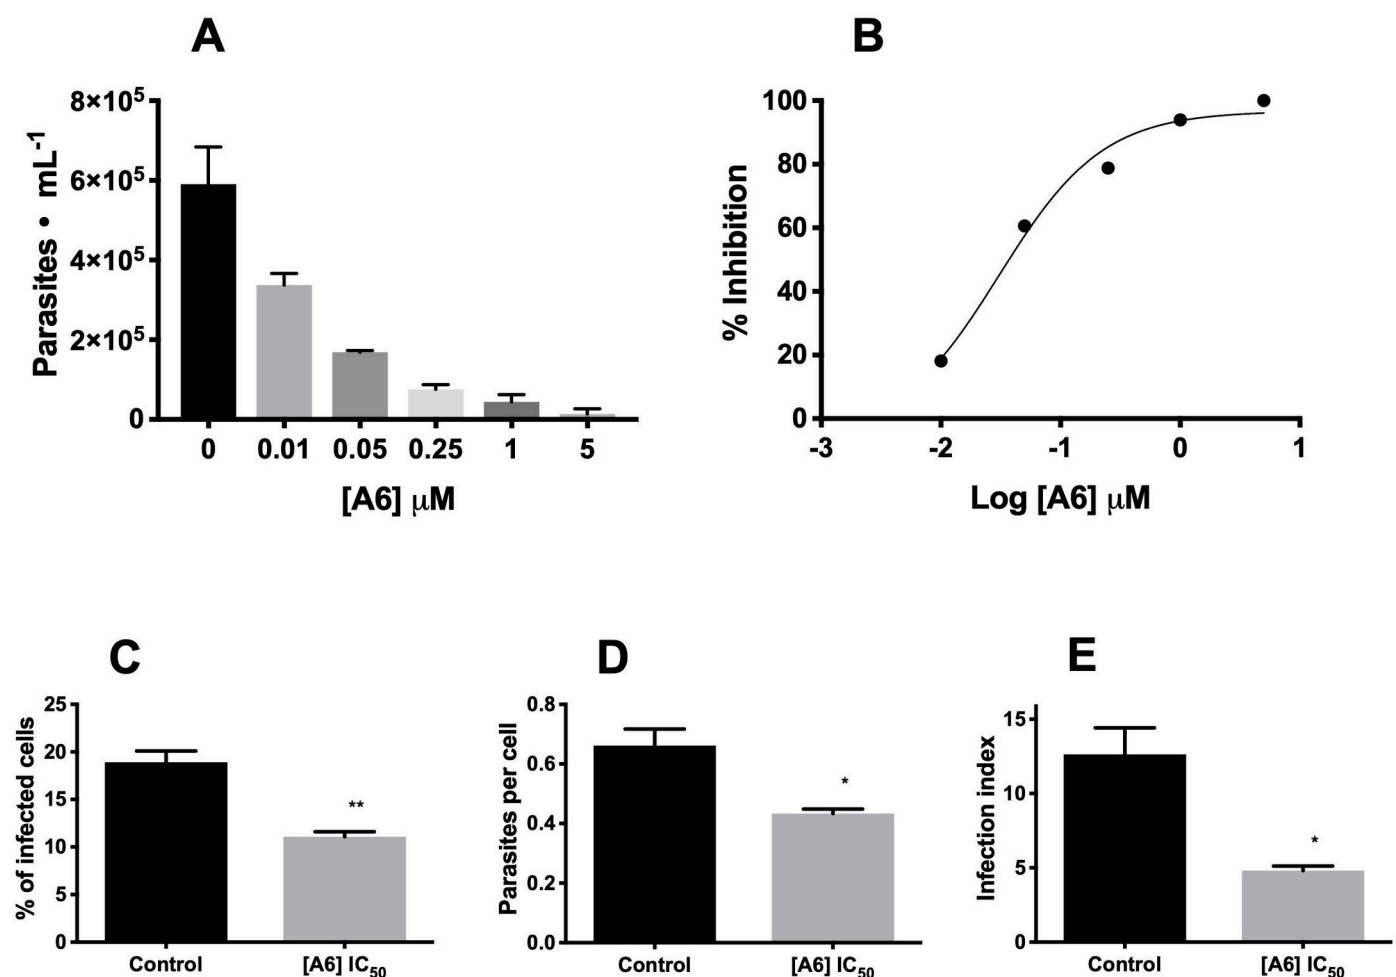 A
Parasites • mL⁻¹
8×10⁵
6×10⁵
4×10⁵
2×10⁵
0
0 0.01 0.05 0.25 1 5
[A6] μM
B
% Inhibition
100
80
60
40
20
0
-3 -2 -1 0 1
Log [A6] μM
C
% of infected cells
25
20
15
10
5
0
**
Control [A6] IC₅₀
D
Parasites per cell
0.8
0.6
0.4
0.2
0.0
*
Control [A6] IC₅₀
E
Infection index
15
10
5
0
*
Control [A6] IC₅₀